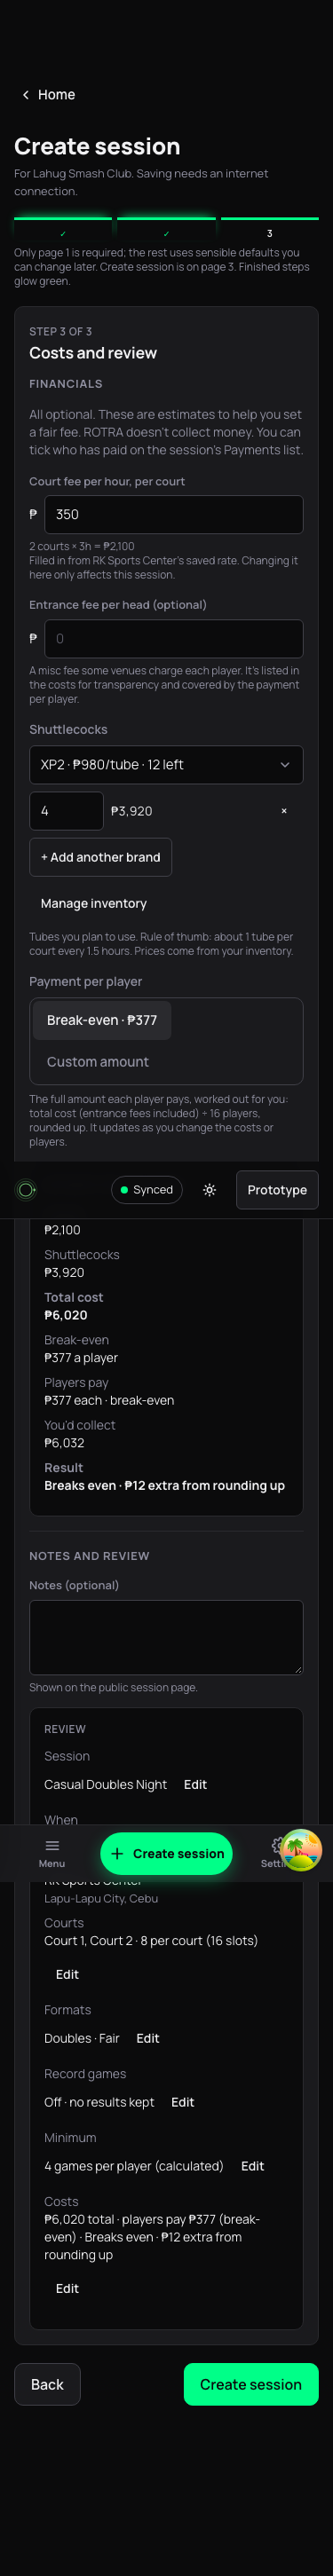 Home
Create session
For Lahug Smash Club. Saving needs an internet
connection.
✓ ✓ 3
Only page 1 is required; the rest uses sensible defaults you
can change later. Create session is on page 3. Finished steps
glow green.
STEP 3 OF 3
Costs and review
FINANCIALS
All optional. These are estimates to help you set
a fair fee. ROTRA doesn't collect money. You can
tick who has paid on the session's Payments list.
Court fee per hour, per court
₱ 350
2 courts × 3h = ₱2,100
Filled in from RK Sports Center's saved rate. Changing it
here only affects this session.
Entrance fee per head (optional)
₱ 0
A misc fee some venues charge each player. It's listed in
the costs for transparency and covered by the payment
per player.
Shuttlecocks
XP2 · ₱980/tube · 12 left
4 ₱3,920 ×
+ Add another brand
Manage inventory
Tubes you plan to use. Rule of thumb: about 1 tube per
court every 1.5 hours. Prices come from your inventory.
Payment per player
Break-even · ₱377
Custom amount
The full amount each player pays, worked out for you:
total cost (entrance fees included) ÷ 16 players,
rounded up. It updates as you change the costs or
players.
Synced Prototype
₱2,100
Shuttlecocks
₱3,920
Total cost
₱6,020
Break-even
₱377 a player
Players pay
₱377 each · break-even
You'd collect
₱6,032
Result
Breaks even · ₱12 extra from rounding up
NOTES AND REVIEW
Notes (optional)
Shown on the public session page.
REVIEW
Session
Casual Doubles Night Edit
When
Menu + Create session
RK Sports Center
Lapu-Lapu City, Cebu
Courts
Court 1, Court 2 · 8 per court (16 slots)
Edit
Formats
Doubles · Fair Edit
Record games
Off · no results kept Edit
Minimum
4 games per player (calculated) Edit
Costs
₱6,020 total · players pay ₱377 (break-
even) · Breaks even · ₱12 extra from
rounding up
Edit
Back Create session